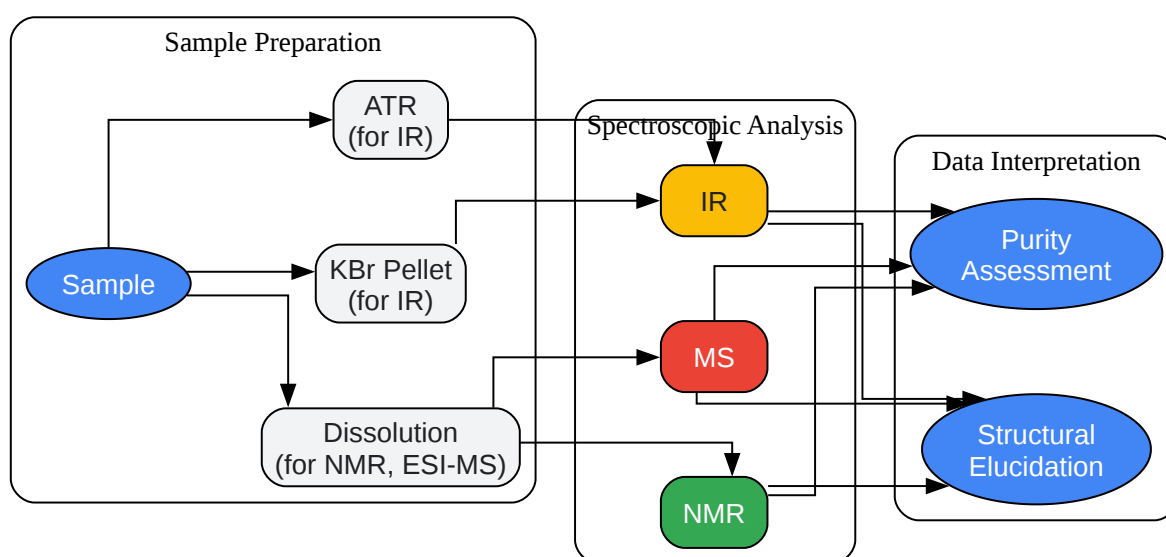 Sample Preparation
ATR
(for IR)
Sample
KBr Pellet
(for IR)
Dissolution
(for NMR, ESI-MS)
Spectroscopic Analysis
IR
MS
NMR
Data Interpretation
Purity
Assessment
Structural
Elucidation